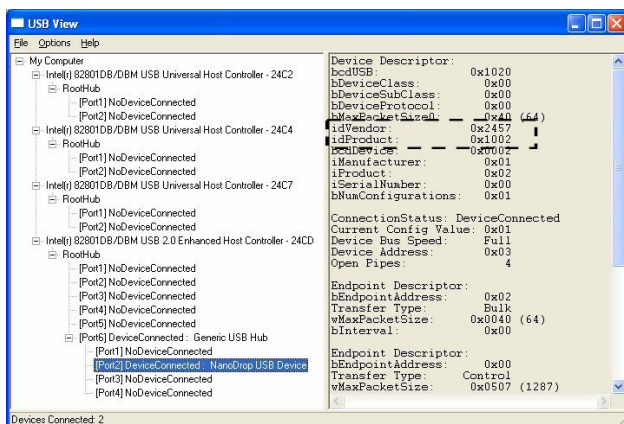 USB View
File Options Help
My Computer
Intel(r) 82801DB/DBM USB Universal Host Controller - 24C2
RootHub
[Port1] NoDeviceConnected
[Port2] NoDeviceConnected
Intel(r) 82801DB/DBM USB Universal Host Controller - 24C4
RootHub
[Port1] NoDeviceConnected
[Port2] NoDeviceConnected
Intel(r) 82801DB/DBM USB Universal Host Controller - 24C7
RootHub
[Port1] NoDeviceConnected
[Port2] NoDeviceConnected
Intel(r) 82801DB/DBM USB 2.0 Enhanced Host Controller - 24CD
RootHub
[Port1] NoDeviceConnected
[Port2] NoDeviceConnected
[Port3] NoDeviceConnected
[Port4] NoDeviceConnected
[Port5] NoDeviceConnected
[Port6] DeviceConnected : Generic USB Hub
[Port1] NoDeviceConnected
[Port2] DeviceConnected : NanoDrop USB Device
[Port3] NoDeviceConnected
[Port4] NoDeviceConnected
Device Descriptor:
bcdUSB: 0x1020
bDeviceClass: 0x00
bDeviceSubClass: 0x00
bDeviceProtocol: 0x00
bMaxPacketSize0: 0x40 (64)
idVendor: 0x2457
idProduct: 0x1002
bcdDevice: 0x0002
iManufacturer: 0x01
iProduct: 0x02
iSerialNumber: 0x00
bNumConfigurations: 0x01
ConnectionStatus: DeviceConnected
Current Config Value: 0x01
Device Bus Speed: Full
Device Address: 0x03
Open Pipes: 4
Endpoint Descriptor:
bEndpointAddress: 0x02
Transfer Type: Bulk
wMaxPacketSize: 0x0040 (64)
bInterval: 0x00
Endpoint Descriptor:
bEndpointAddress: 0x00
Transfer Type: Control
wMaxPacketSize: 0x0507 (1287)
Devices Connected: 2